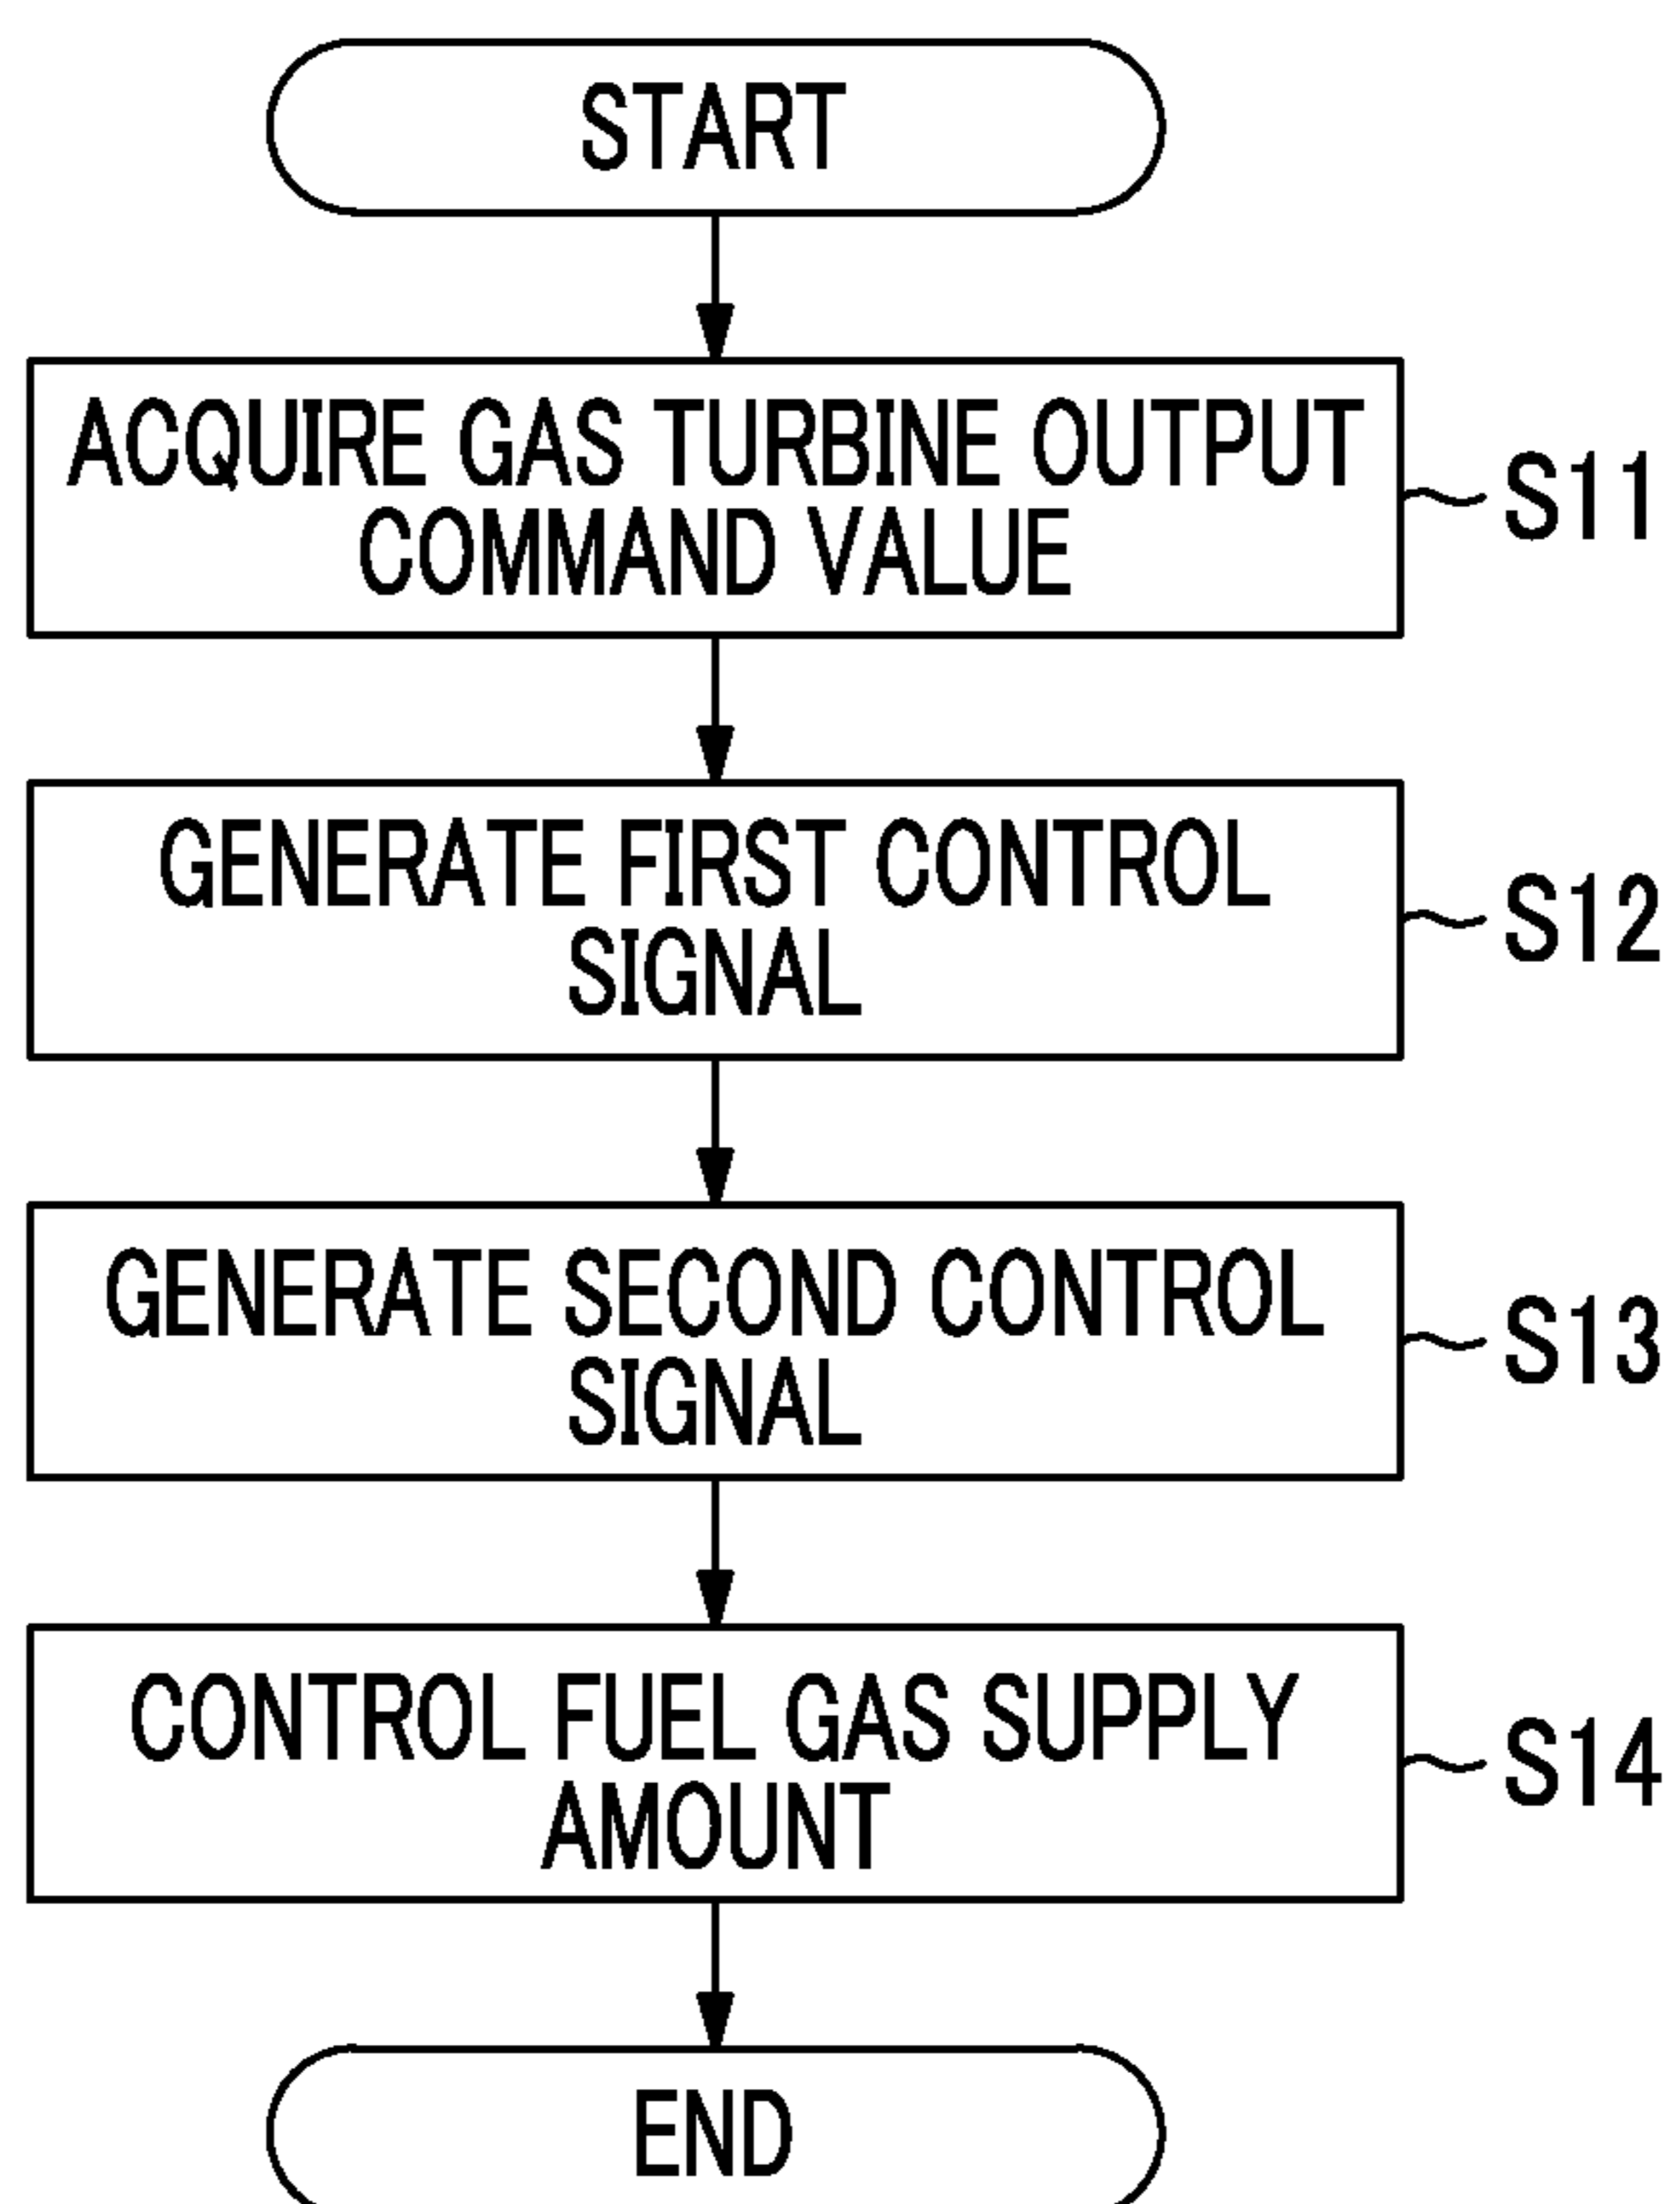 START
ACQUIRE GAS TURBINE OUTPUT
COMMAND VALUE
S11
GENERATE FIRST CONTROL
SIGNAL
S12
GENERATE SECOND CONTROL
SIGNAL
S13
CONTROL FUEL GAS SUPPLY
AMOUNT
S14
END